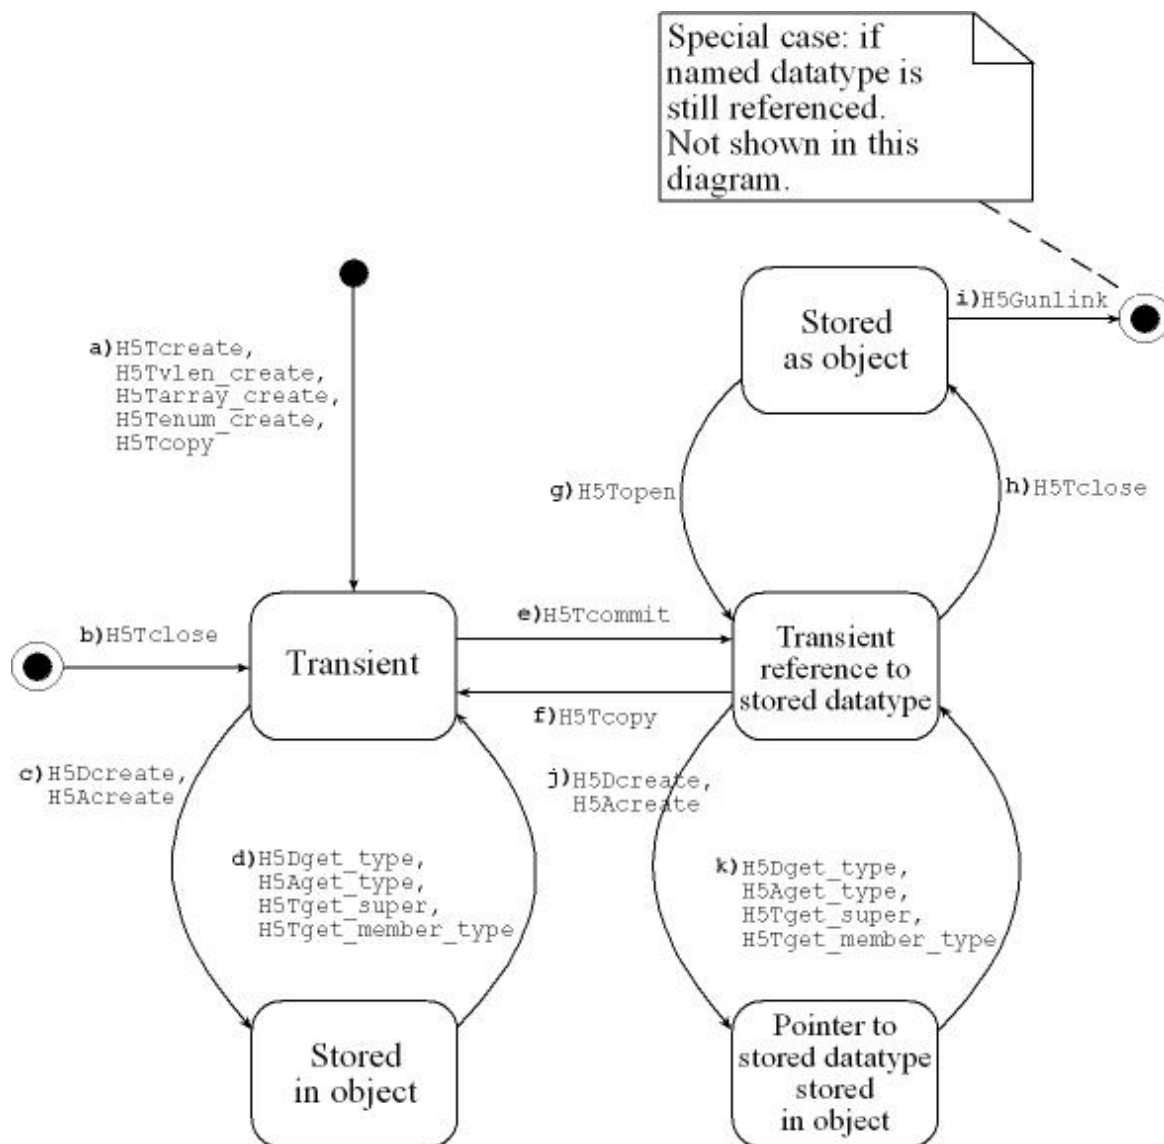 Special case: if
named datatype is
still referenced.
Not shown in this
diagram.
i)H5Gunlink
Stored
as object
a)H5Tcreate,
H5Tvlen_create,
H5Tarray_create,
H5Tenum_create,
H5Tcopy
g)H5Topen
h)H5Tclose
b)H5Tclose
Transient
e)H5Tcommit
f)H5Tcopy
Transient
reference to
stored datatype
c)H5Dcreate,
H5Acreate
j)H5Dcreate,
H5Acreate
d)H5Dget_type,
H5Aget_type,
H5Tget_super,
H5Tget_member_type
k)H5Dget_type,
H5Aget_type,
H5Tget_super,
H5Tget_member_type
Stored
in object
Pointer to
stored datatype
stored
in object